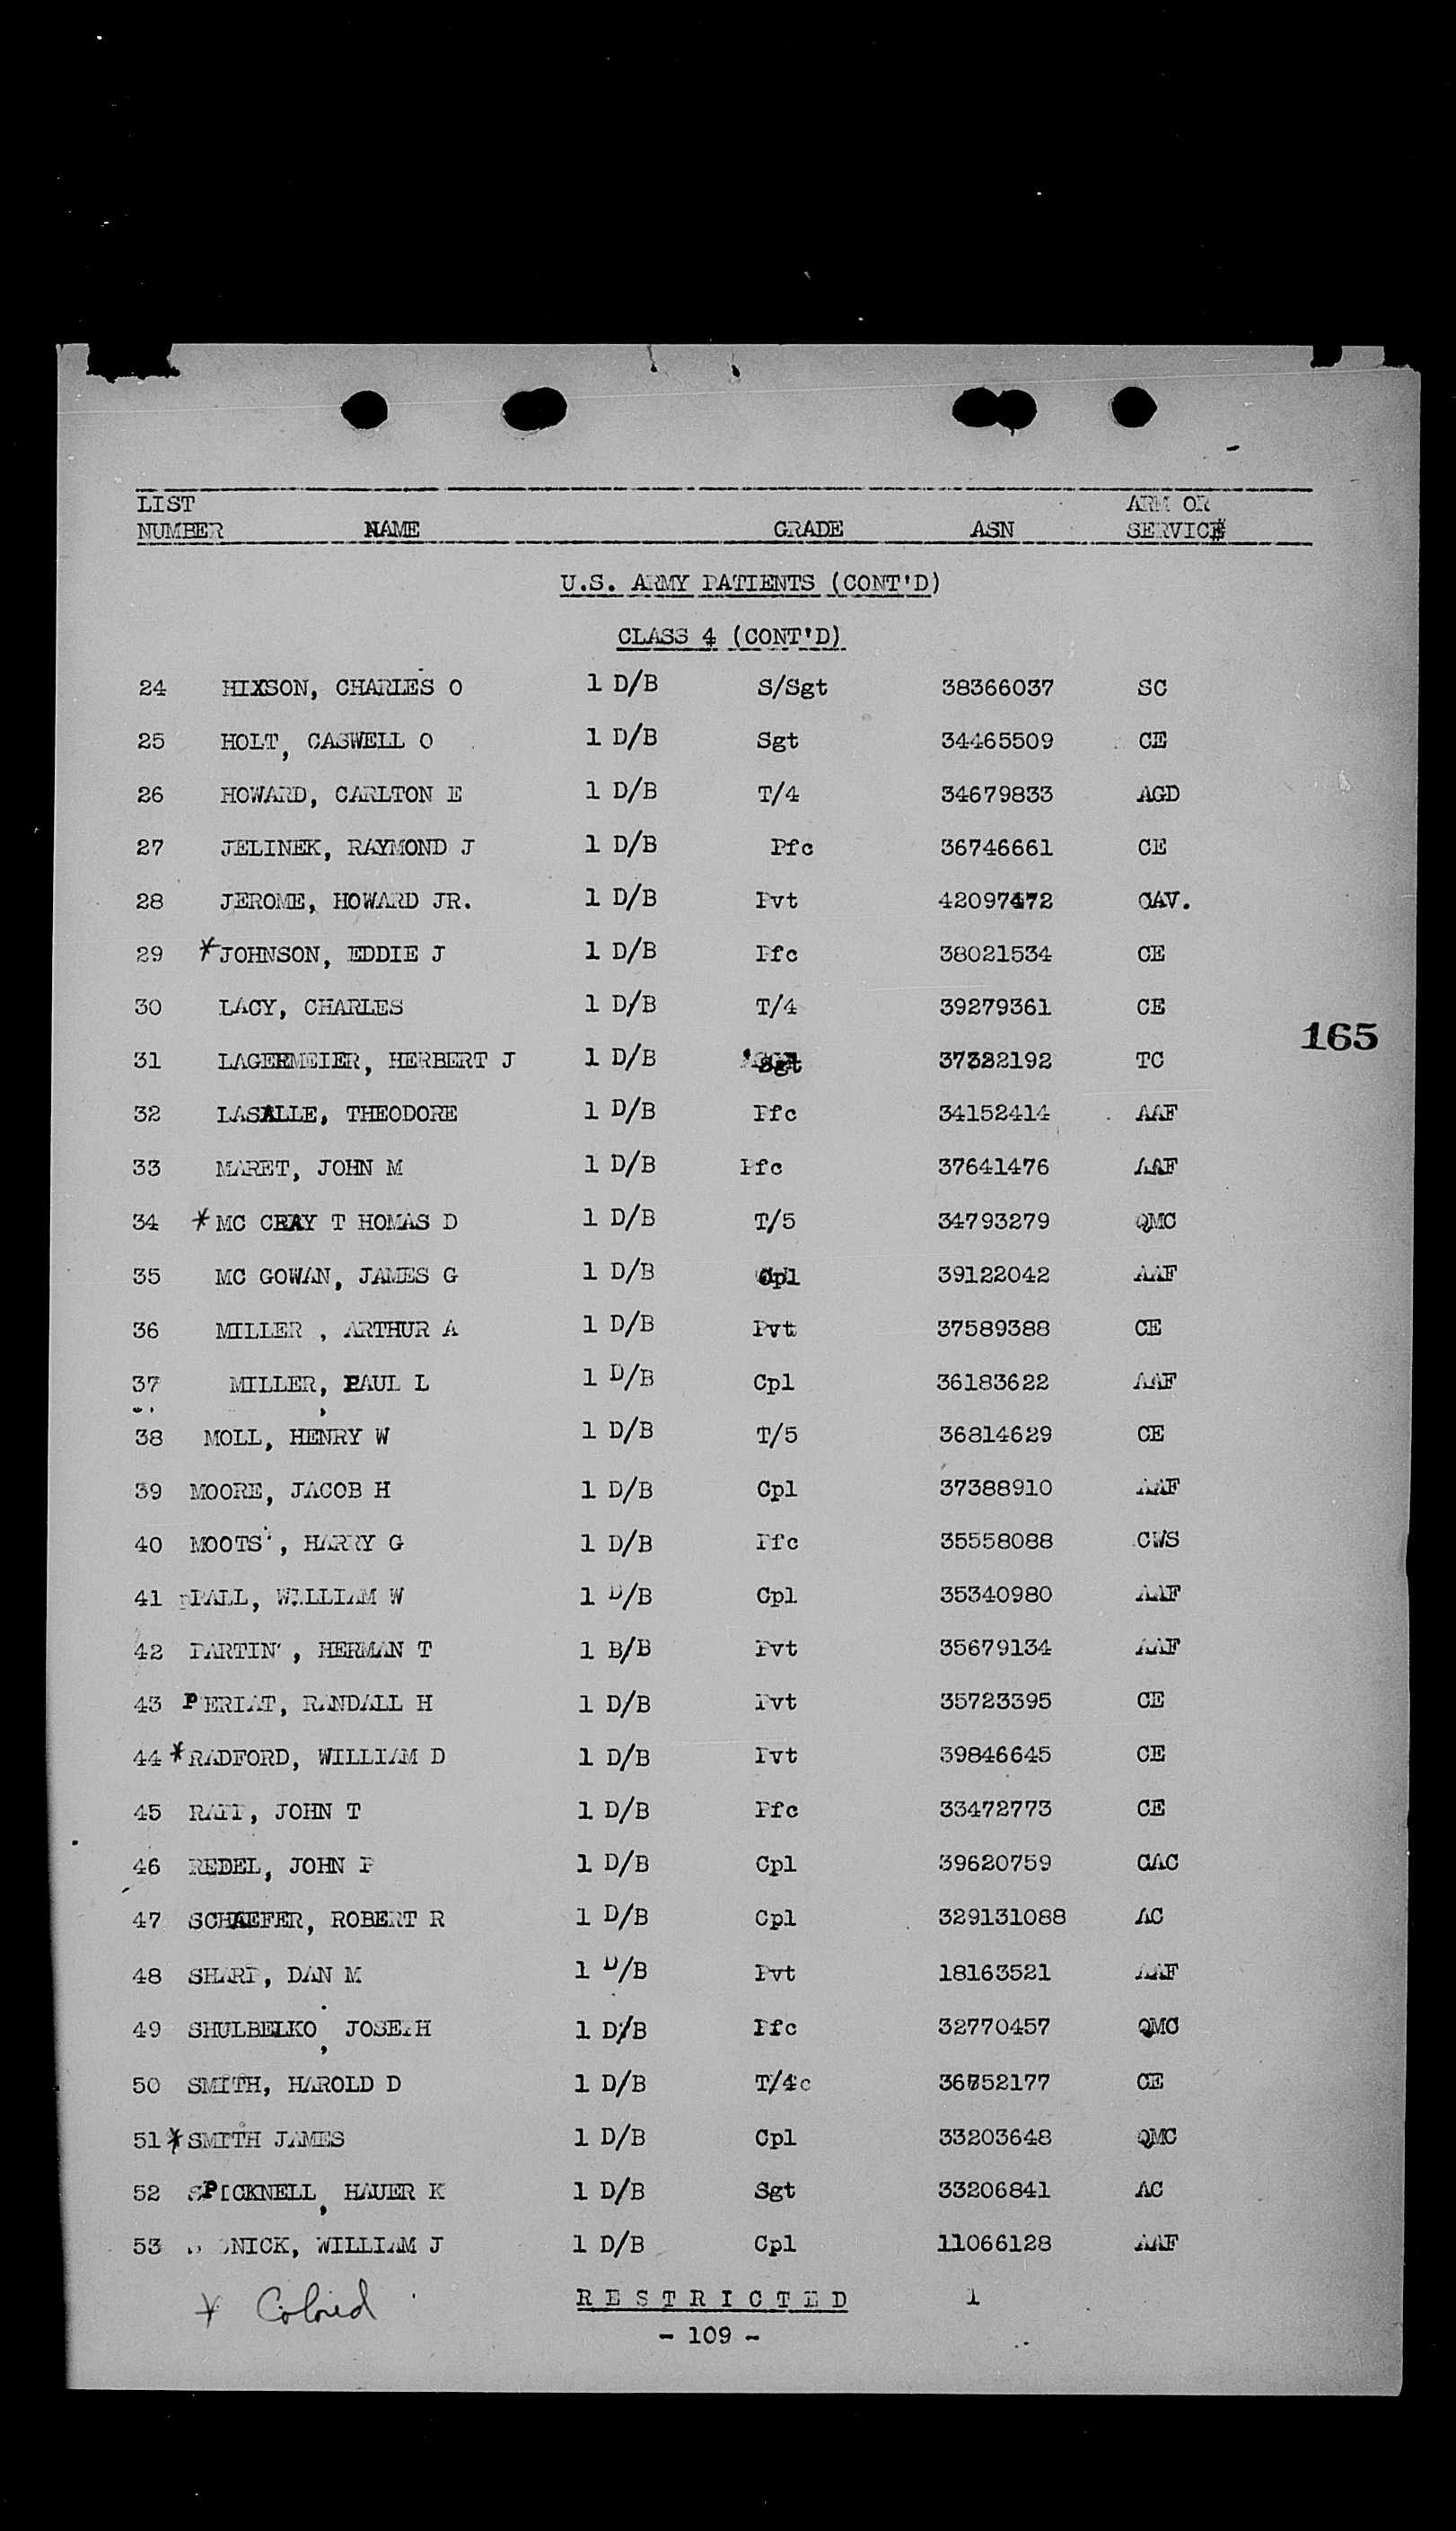 LIST ARM OR
NUMBER NAME GRADE ASN SERVICE
U.S. ARMY PATIENTS (CONT'D)
CLASS 4 (CONT'D)
24 HIXSON, CHARLES O 1 D/B S/Sgt 38366037 SC
25 HOLT, CASWELL O 1 D/B Sgt 34465509 CE
26 HOWARD, CARLTON E 1 D/B T/4 34679833 AGD
27 JELINEK, RAYMOND J 1 D/B Pfc 36746661 CE
28 JEROME, HOWARD JR. 1 D/B Pvt 42097472 CAV.
29 *JOHNSON, EDDIE J 1 D/B Pfc 38021534 CE
30 LACY, CHARLES 1 D/B T/4 39279361 CE
165
31 LAGERMEIER, HERBERT J 1 D/B Sgt 37322192 TC
32 LASALLE, THEODORE 1 D/B Pfc 34152414 AAF
33 MARET, JOHN M 1 D/B Pfc 37641476 AAF
34 *MC CRAY T HOMAS D 1 D/B T/5 34793279 QMC
35 MC GOWAN, JAMES G 1 D/B Cpl 39122042 AAF
36 MILLER , ARTHUR A 1 D/B Pvt 37589388 CE
37 MILLER, PAUL L 1 D/B Cpl 36183622 AAF
38 MOLL, HENRY W 1 D/B T/5 36814629 CE
39 MOORE, JACOB H 1 D/B Cpl 37388910 AAF
40 MOOTS , HARRY G 1 D/B Pfc 35558088 CWS
41 PALL, WILLIAM W 1 D/B Cpl 35340980 AAF
42 PARTIN , HERMAN T 1 B/B Pvt 35679134 AAF
43 PERIAT, RANDALL H 1 D/B Pvt 35723395 CE
44 *RADFORD, WILLIAM D 1 D/B Pvt 39846645 CE
45 RAPP, JOHN T 1 D/B Pfc 33472773 CE
46 REDEL, JOHN P 1 D/B Cpl 39620759 CAC
47 SCHAEFER, ROBERT R 1 D/B Cpl 329131088 AC
48 SHARP, DAN M 1 D/B Pvt 18163521 AAF
49 SHULBELKO, JOSEPH 1 D/B Pfc 32770457 QMC
50 SMITH, HAROLD D 1 D/B T/4c 36752177 CE
51 *SMITH JAMES 1 D/B Cpl 33203648 QMC
52 SPICKNELL, HAUER K 1 D/B Sgt 33206841 AC
53 WILLIAM J 1 D/B Cpl 11066128 AAF
* Colored RESTRICTED 1
- 109 -